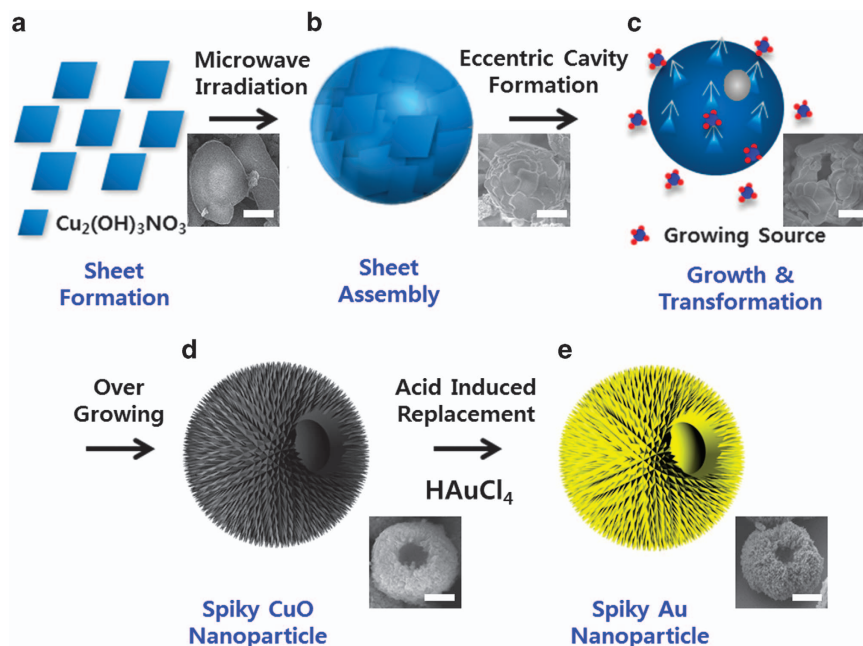 a
Microwave
Irradiation
b
Eccentric Cavity
Formation
c
Cu2(OH)3NO3
Growing Source
Sheet
Formation
Sheet
Assembly
Growth &
Transformation
Over
Growing
d
Acid Induced
Replacement
HAuCl4
e
Spiky CuO
Nanoparticle
Spiky Au
Nanoparticle